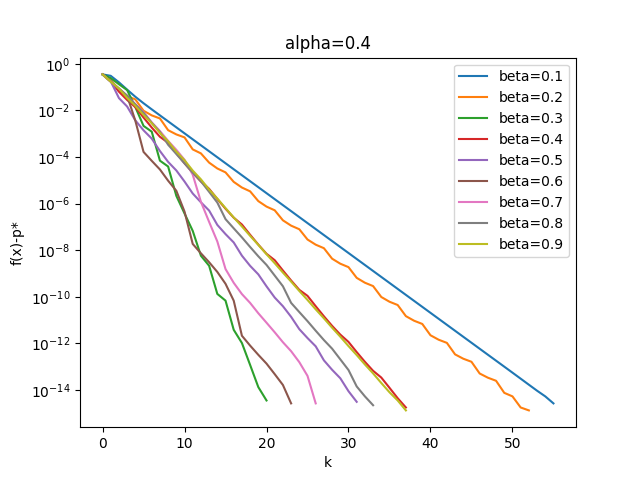 alpha=0.4
10⁰
10⁻²
10⁻⁴
10⁻⁶
10⁻⁸
10⁻¹⁰
10⁻¹²
10⁻¹⁴
f(x)-p*
beta=0.1
beta=0.2
beta=0.3
beta=0.4
beta=0.5
beta=0.6
beta=0.7
beta=0.8
beta=0.9
0 10 20 30 40 50
k